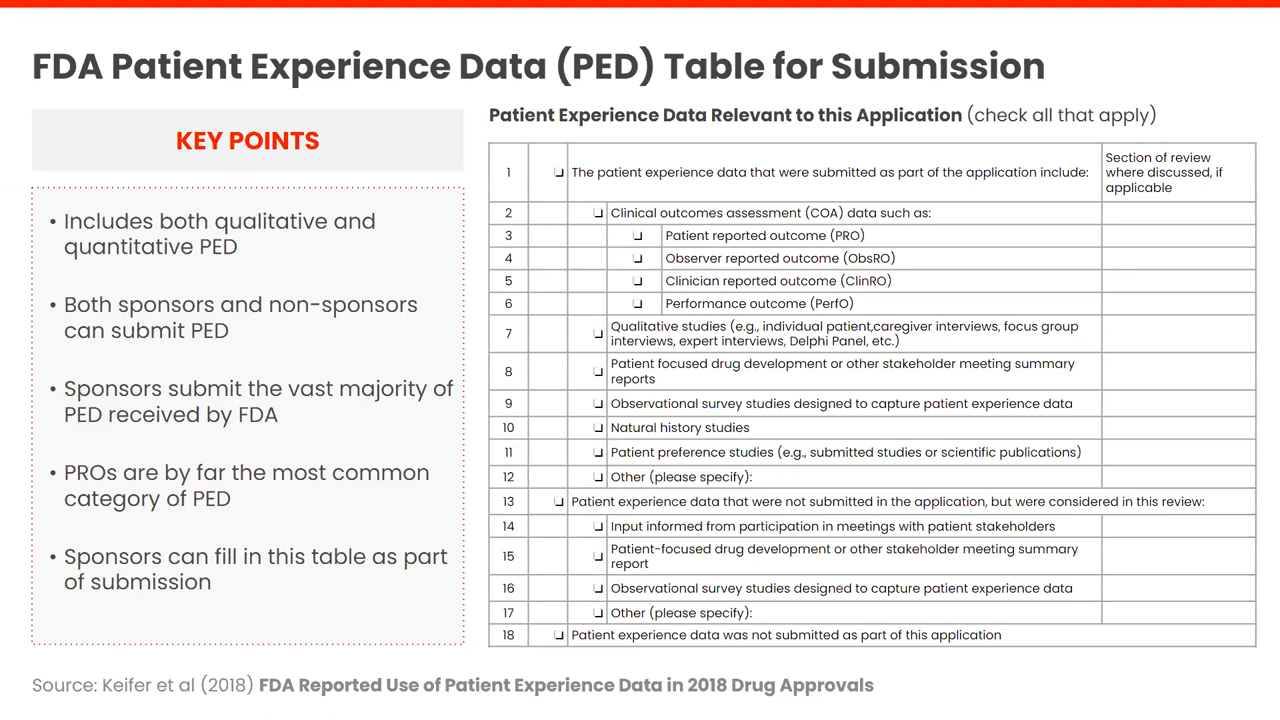 FDA Patient Experience Data (PED) Table for Submission
KEY POINTS
• Includes both qualitative and
quantitative PED
• Both sponsors and non-sponsors
can submit PED
• Sponsors submit the vast majority of
PED received by FDA
• PROs are by far the most common
category of PED
• Sponsors can fill in this table as part
of submission
Patient Experience Data Relevant to this Application (check all that apply)
1 ❏ The patient experience data that were submitted as part of the application include:
Section of review
where discussed, if
applicable
2 ❏ Clinical outcomes assessment (COA) data such as:
3 ❏ Patient reported outcome (PRO)
4 ❏ Observer reported outcome (ObsRO)
5 ❏ Clinician reported outcome (ClinRO)
6 ❏ Performance outcome (PerfO)
7 ❏ Qualitative studies (e.g., individual patient,caregiver interviews, focus group
interviews, expert interviews, Delphi Panel, etc.)
8 ❏ Patient focused drug development or other stakeholder meeting summary
reports
9 ❏ Observational survey studies designed to capture patient experience data
10 ❏ Natural history studies
11 ❏ Patient preference studies (e.g., submitted studies or scientific publications)
12 ❏ Other (please specify):
13 ❏ Patient experience data that were not submitted in the application, but were considered in this review:
14 ❏ Input informed from participation in meetings with patient stakeholders
15 ❏ Patient-focused drug development or other stakeholder meeting summary
report
16 ❏ Observational survey studies designed to capture patient experience data
17 ❏ Other (please specify):
18 ❏ Patient experience data was not submitted as part of this application
Source: Keifer et al (2018) FDA Reported Use of Patient Experience Data in 2018 Drug Approvals